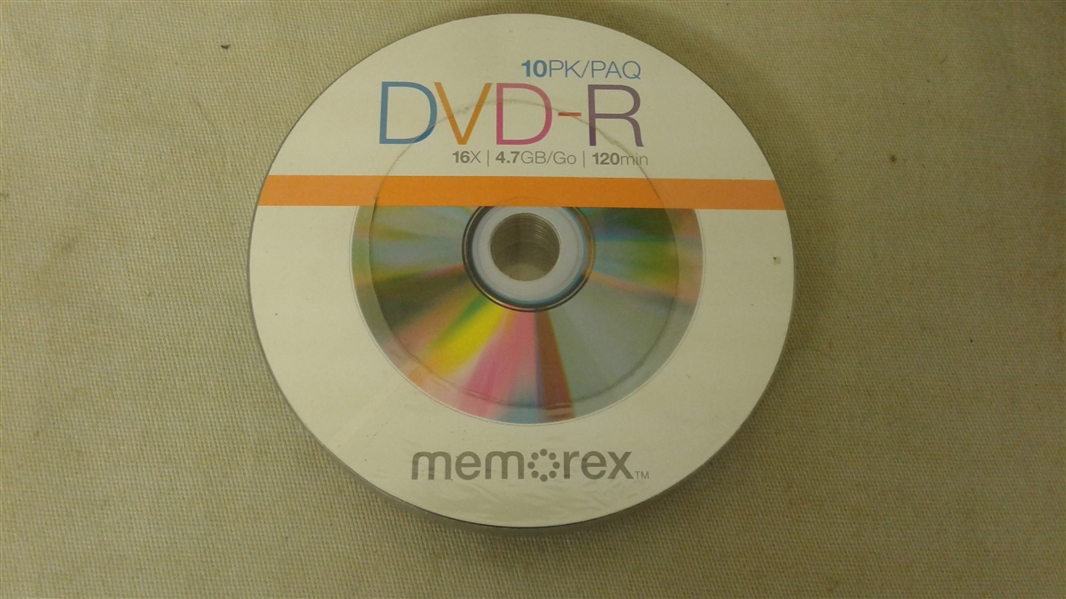 10PK/PAQ
DVD-R
16X | 4.7GB/Go | 120min
memorex™